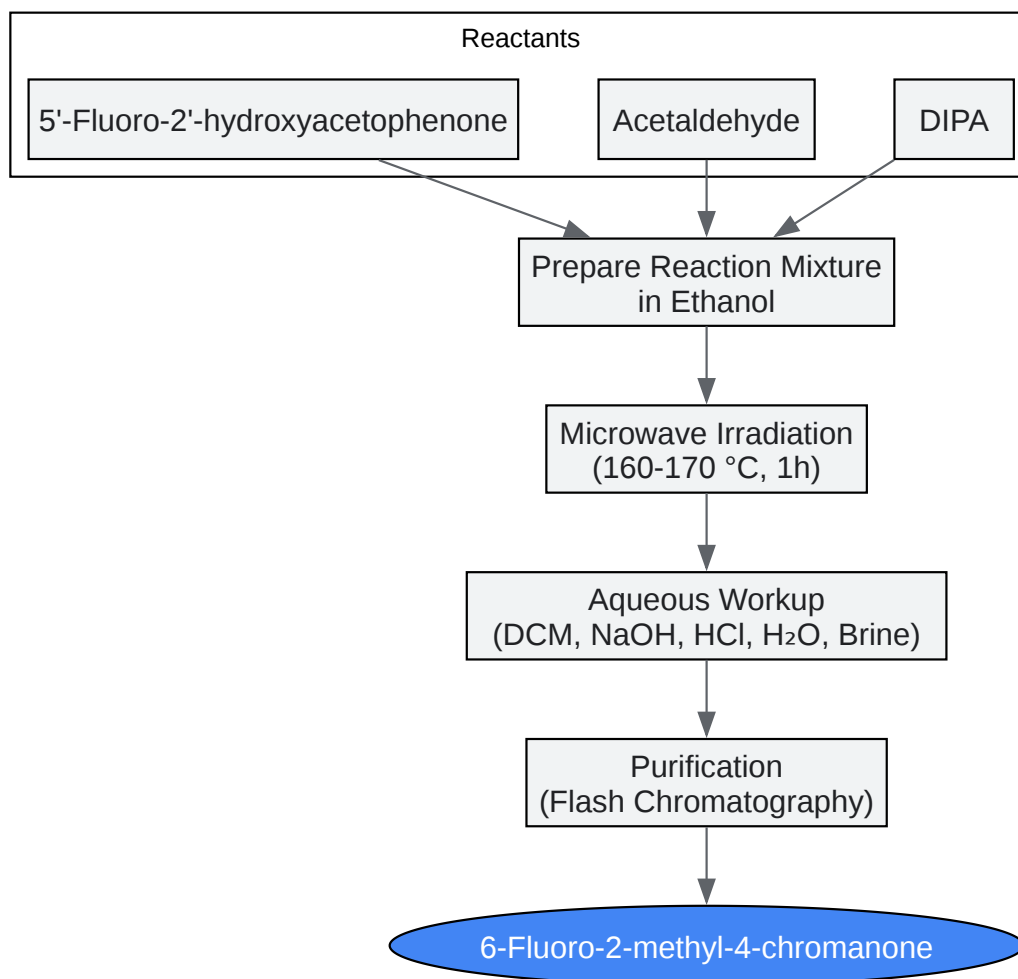 Reactants
5'-Fluoro-2'-hydroxyacetophenone
Acetaldehyde
DIPA
Prepare Reaction Mixture
in Ethanol
Microwave Irradiation
(160-170 °C, 1h)
Aqueous Workup
(DCM, NaOH, HCl, H₂O, Brine)
Purification
(Flash Chromatography)
6-Fluoro-2-methyl-4-chromanone